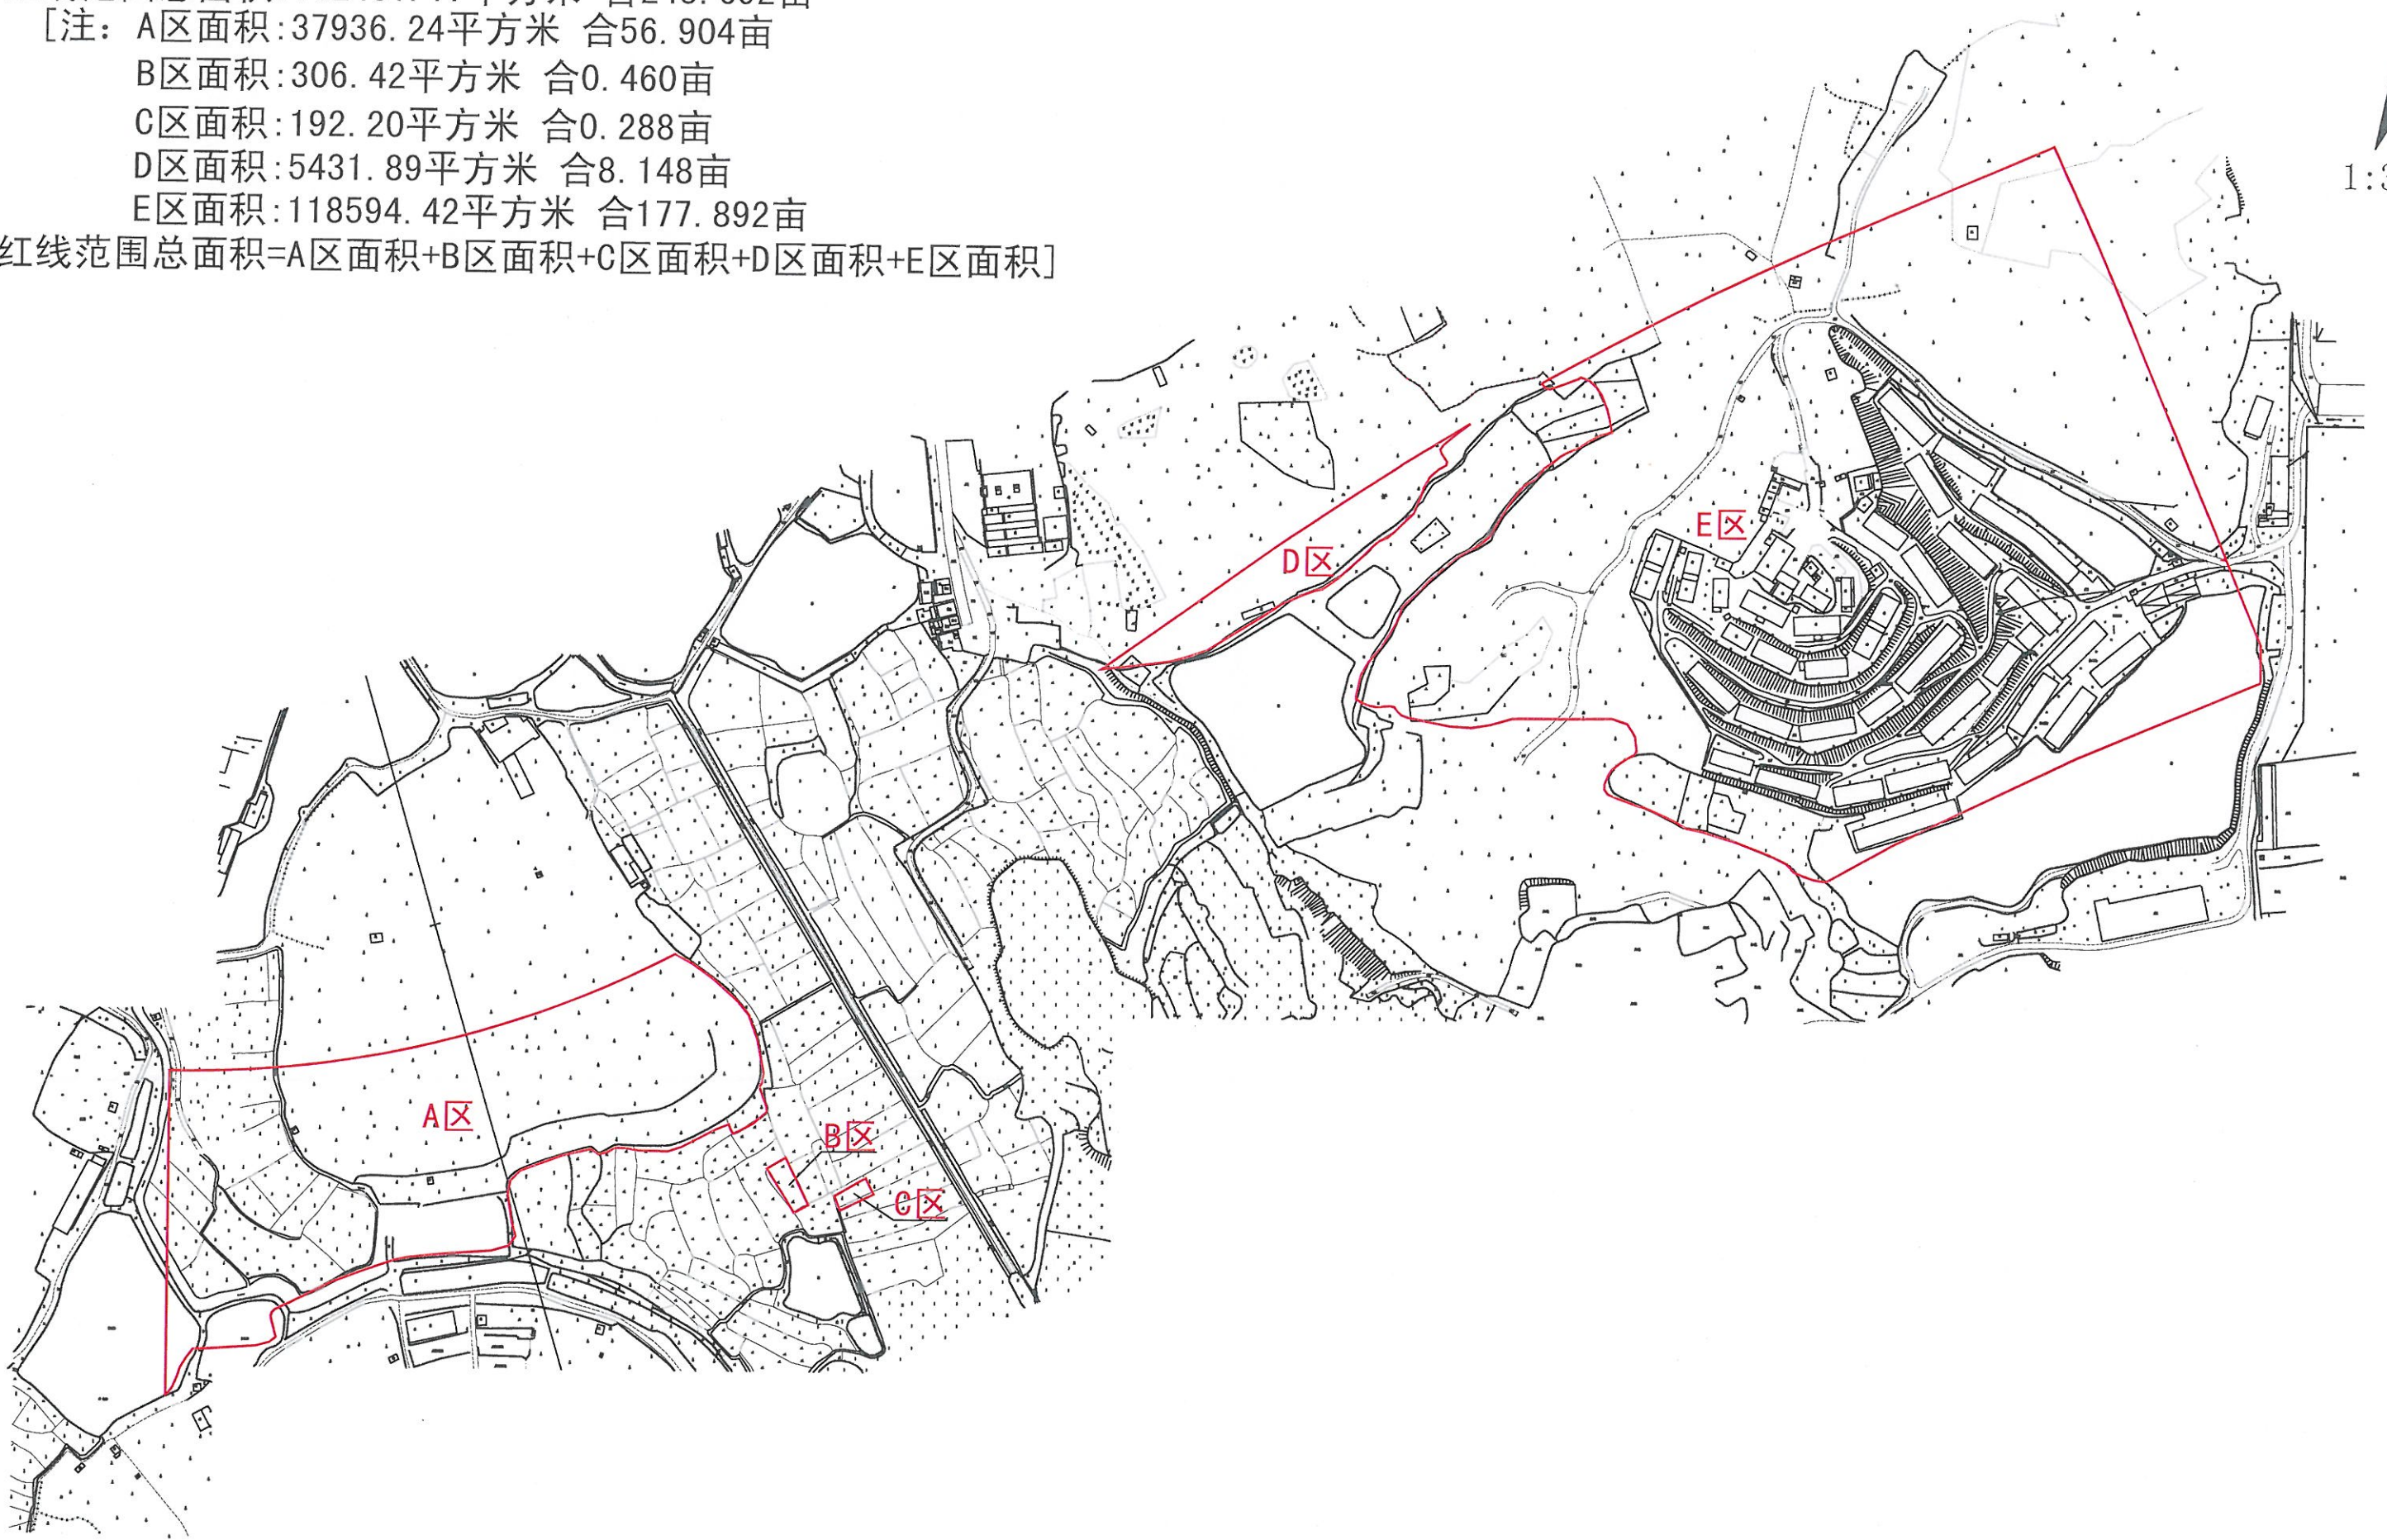 [注：A区面积:37936.24平方米 合56.904亩
B区面积:306.42平方米 合0.460亩
C区面积:192.20平方米 合0.288亩
D区面积:5431.89平方米 合8.148亩
E区面积:118594.42平方米 合177.892亩
红线范围总面积=A区面积+B区面积+C区面积+D区面积+E区面积]
1:3
E区
D区
A区
B区
C区